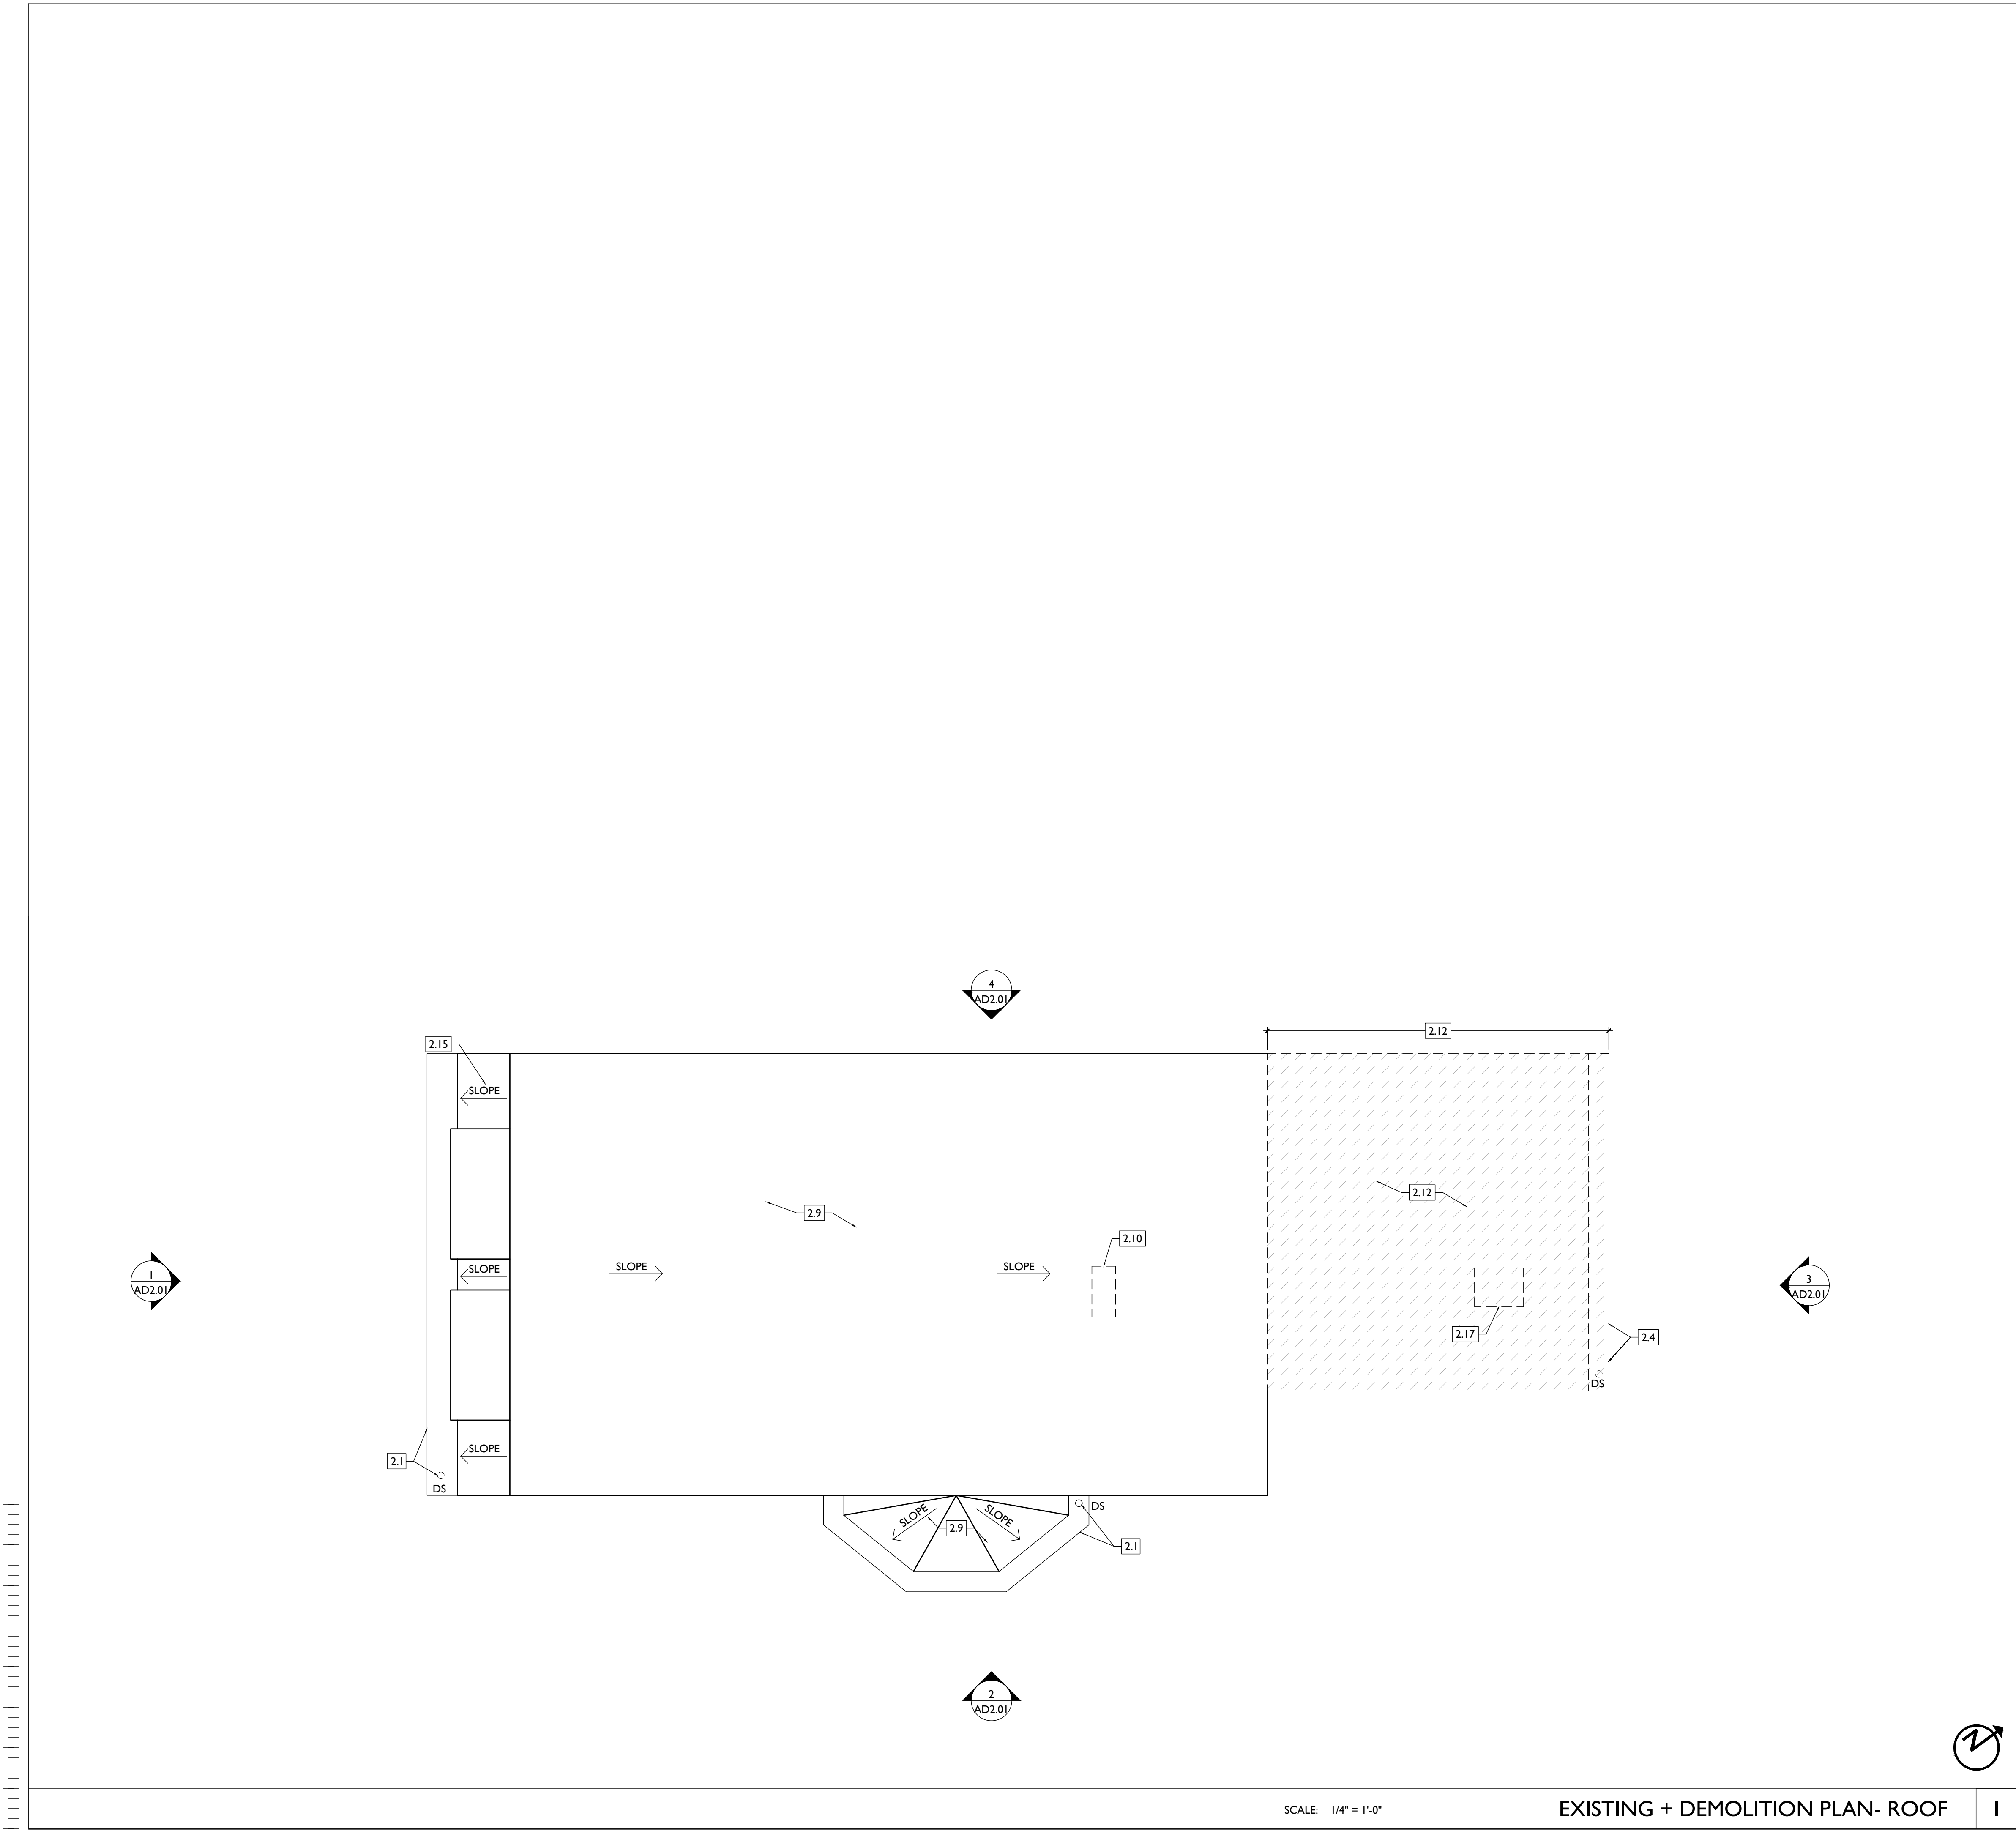 4
AD2.01
2.12
2.15
SLOPE
2.12
2.9
2.10
SLOPE
SLOPE
SLOPE
1
AD2.01
3
AD2.01
2.17
2.4
DS
SLOPE
2.1
DS
SLOPE
SLOPE
DS
2.9
2.1
2
AD2.01
N
SCALE: 1/4" = 1'-0"
EXISTING + DEMOLITION PLAN- ROOF
1